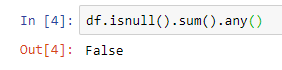 In [4]: df.isnull().sum().any()
Out[4]: False